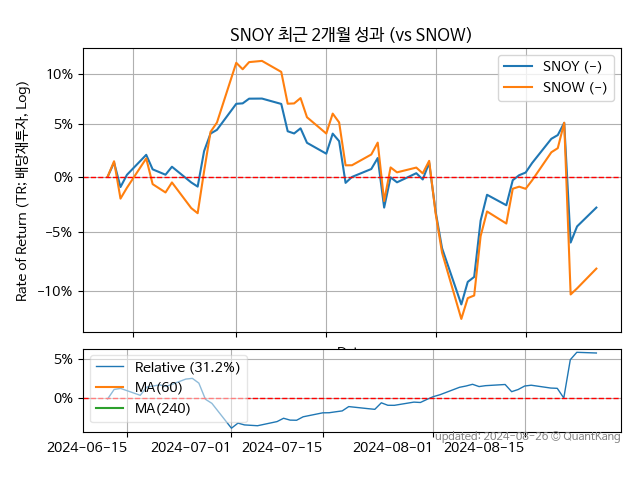 SNOY 최근 2개월 성과 (vs SNOW)
Rate of Return (TR; 배당재투자, Log)
10%
5%
0%
−5%
−10%
SNOY (-)
SNOW (-)
5%
0%
Relative (31.2%)
MA(60)
MA(240)
2024-06-15
2024-07-01
2024-07-15
2024-08-01
2024-08-15
updated: 2024-08-26 © QuantKang